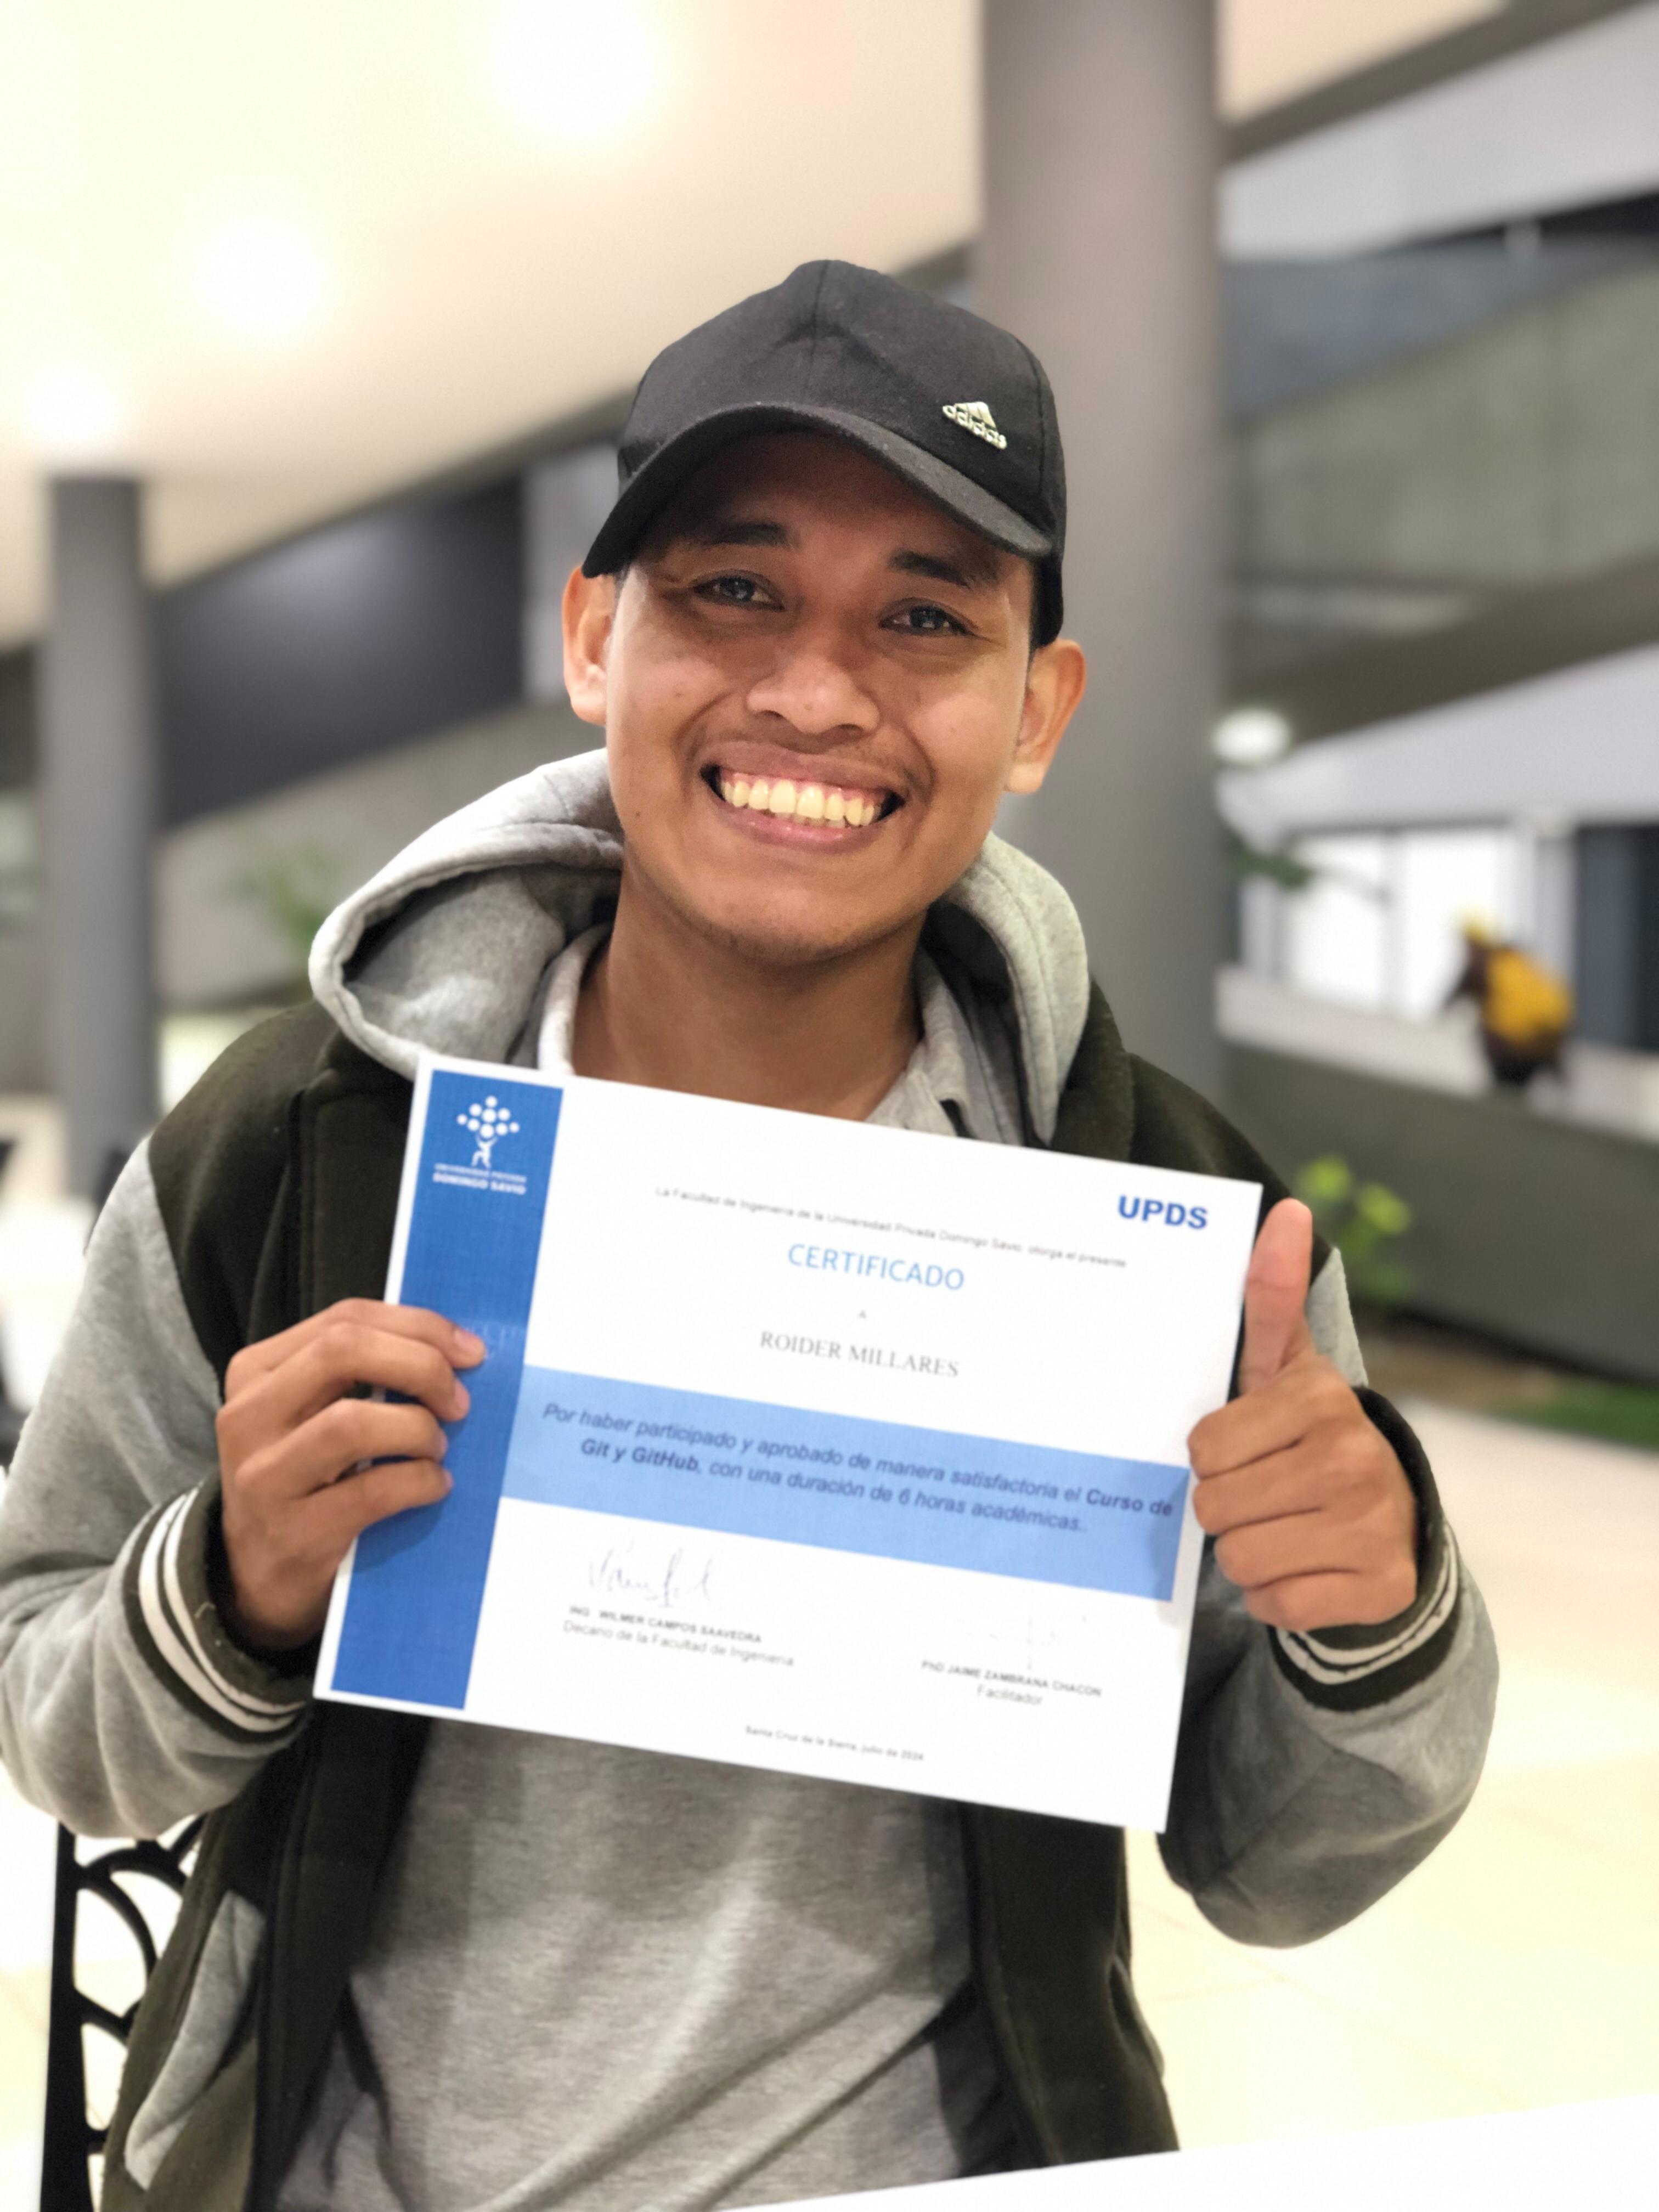 adidas
UNIVERSIDAD PRIVADA
DOMINGO SAVIO
UPDS
La Facultad de Ingeniería de la Universidad Privada Domingo Savio, otorga el presente
CERTIFICADO
A
ROIDER MILLARES
Por haber participado y aprobado de manera satisfactoria el Curso de
Git y GitHub, con una duración de 6 horas académicas..
ING. WILMER CAMPOS SAAVEDRA
Decano de la Facultad de Ingeniería
PhD JAIME ZAMBRANA CHACON
Facilitador
Santa Cruz de la Sierra, julio de 2024